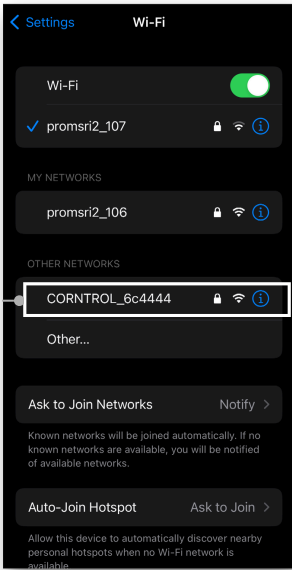 Settings
Wi-Fi
Wi-Fi
promsri2_107
MY NETWORKS
promsri2_106
OTHER NETWORKS
CORNTROL_6c4444
Other...
Ask to Join Networks Notify
Known networks will be joined automatically. If no
known networks are available, you will be notified
of available networks.
Auto-Join Hotspot Ask to Join
Allow this device to automatically discover nearby
personal hotspots when no Wi-Fi network is
available.